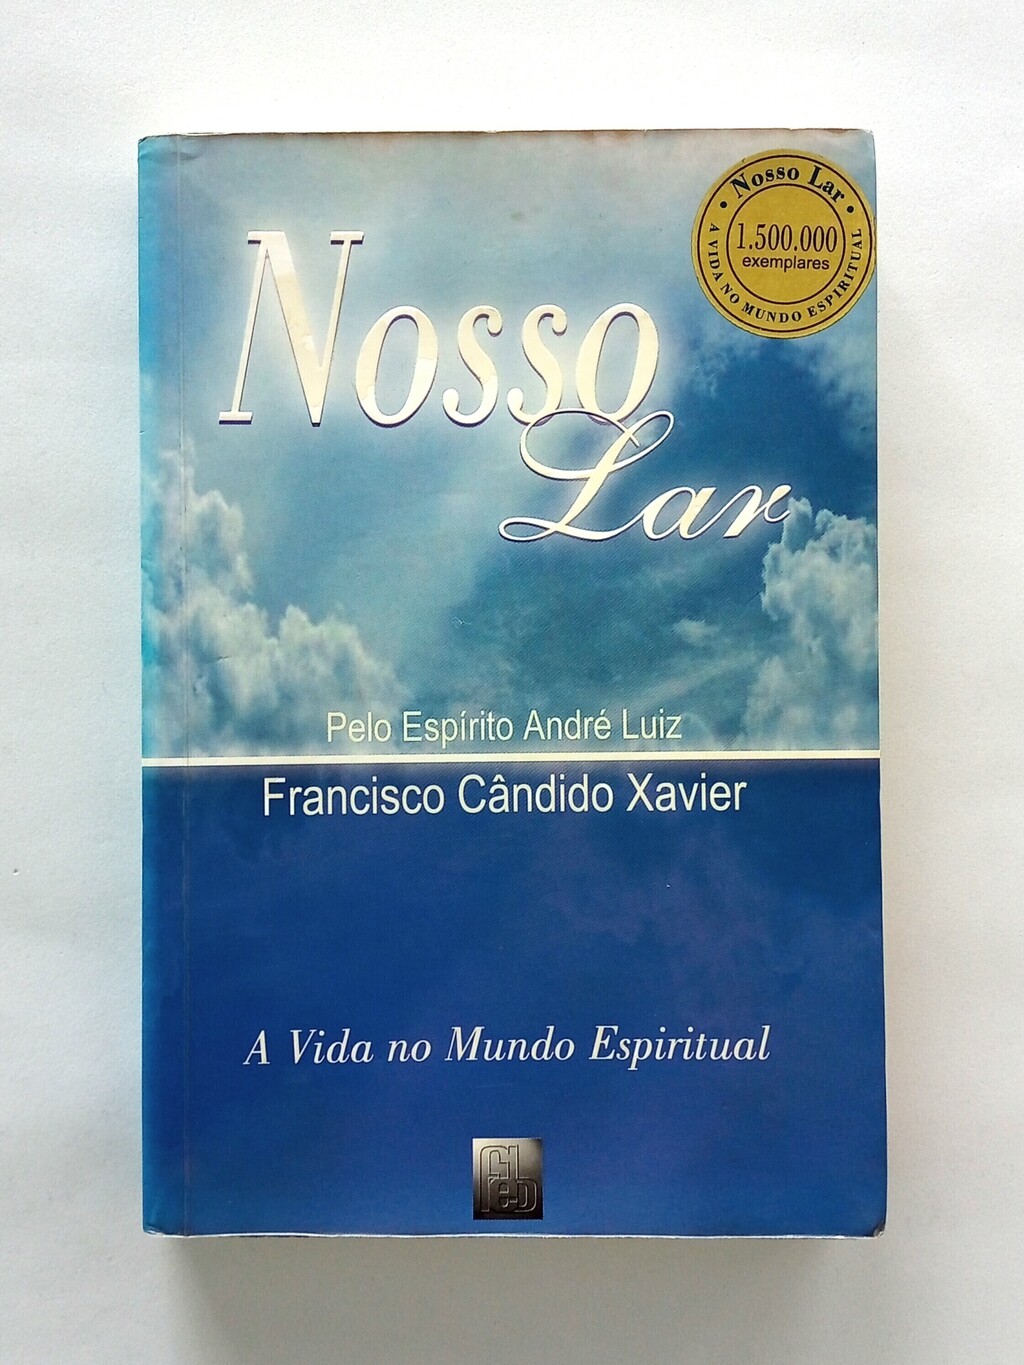 Nosso
Lar
• Nosso Lar •
1.500.000
exemplares
A VIDA NO MUNDO ESPIRITUAL
Pelo Espírito André Luiz
Francisco Cândido Xavier
A Vida no Mundo Espiritual
FEB